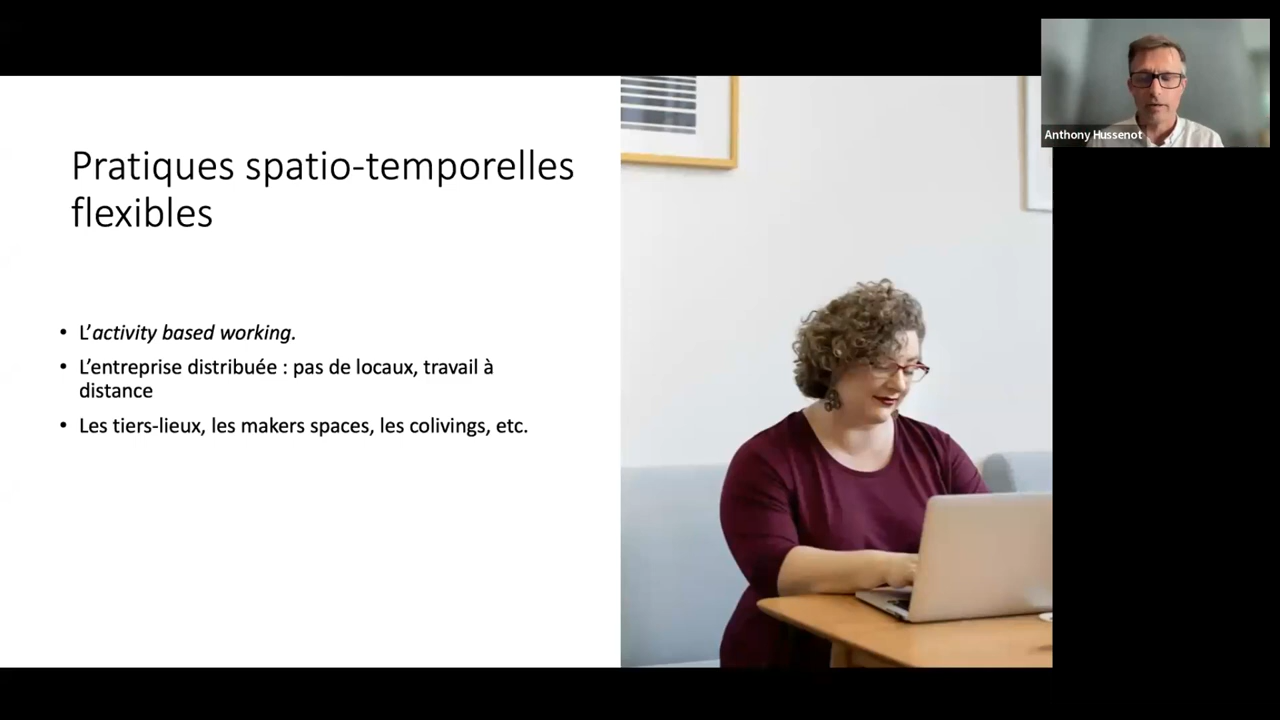 Pratiques spatio-temporelles
flexibles
• L’activity based working.
• L’entreprise distribuée : pas de locaux, travail à
distance
• Les tiers-lieux, les makers spaces, les colivings, etc.
Anthony Hussenot